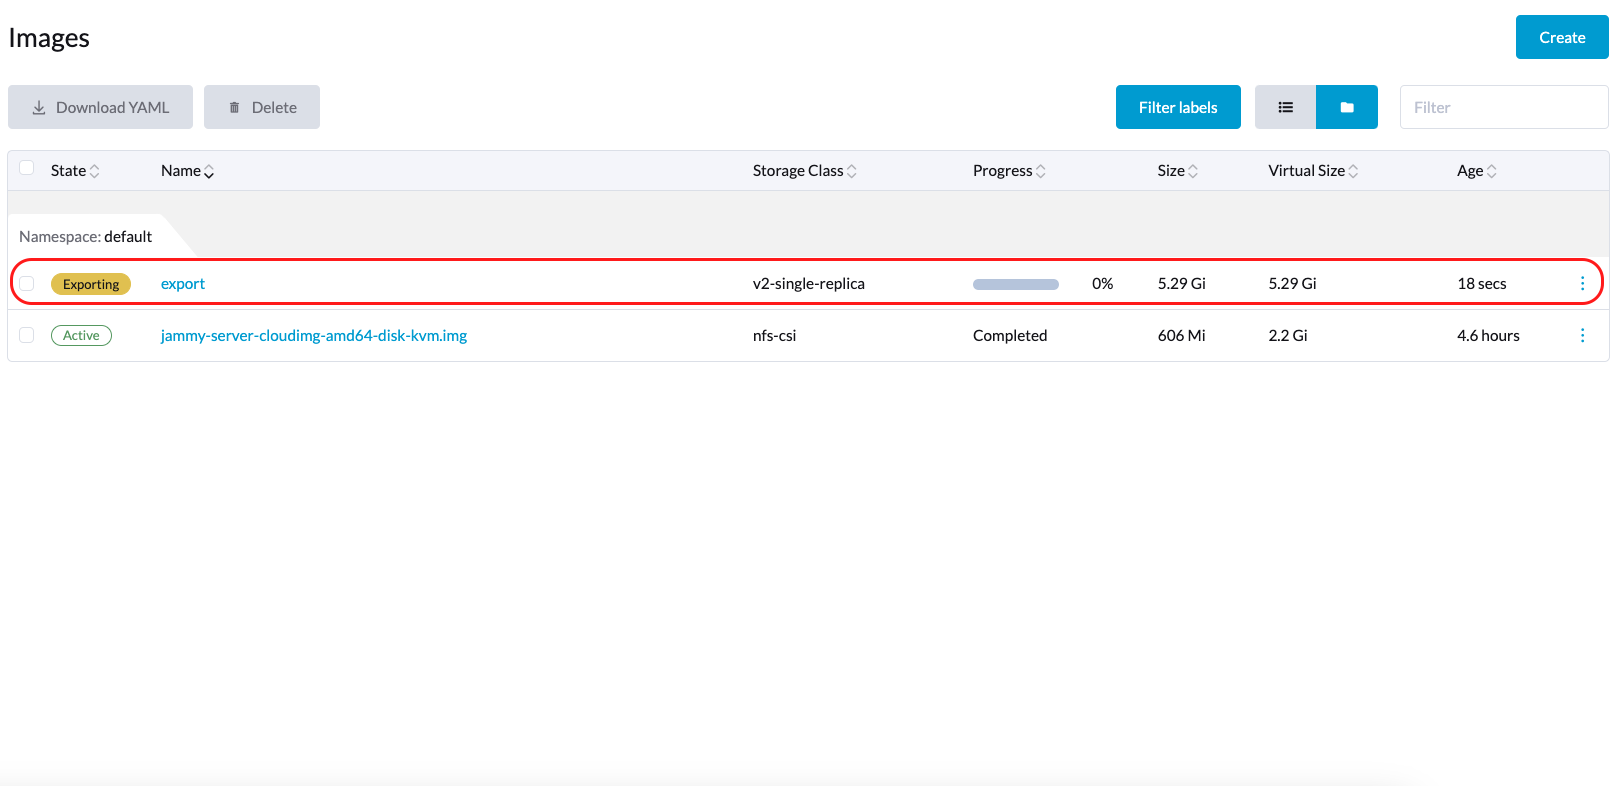 Images
Create
Download YAML Delete Filter labels Filter
State Name Storage Class Progress Size Virtual Size Age
Namespace: default
Exporting export v2-single-replica 0% 5.29 Gi 5.29 Gi 18 secs
Active jammy-server-cloudimg-amd64-disk-kvm.img nfs-csi Completed 606 Mi 2.2 Gi 4.6 hours